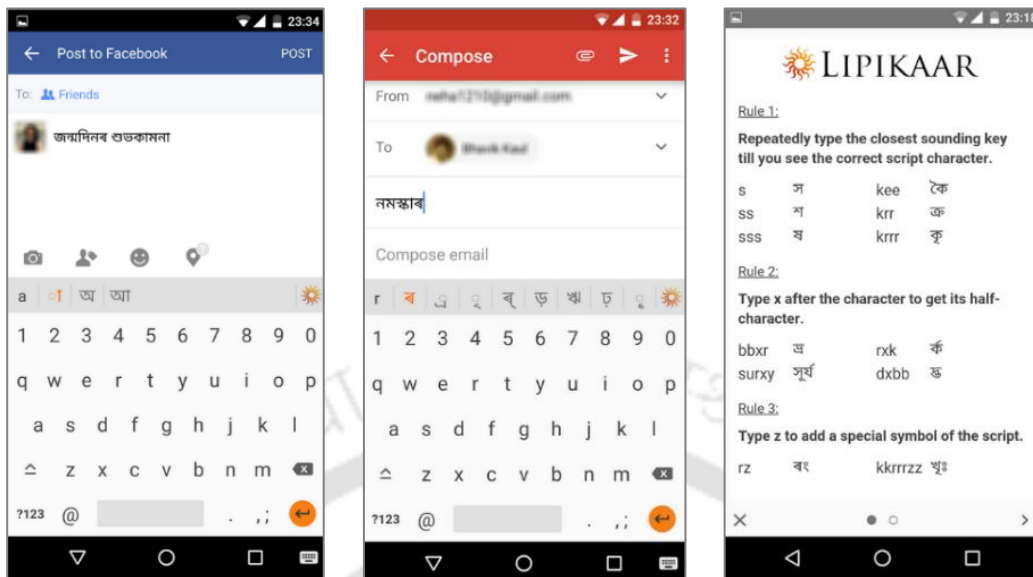 23:34
Post to Facebook POST
To: Friends
জন্মদিনৰ শুভকামনা
a া অ আ
1 2 3 4 5 6 7 8 9 0
q w e r t y u i o p
a s d f g h j k l
z x c v b n m
?123 @ . ,;
23:32
Compose
From
To
নমস্কাৰ
Compose email
r ৰ ্ৰ ৃ ৰ্ ড় ঋ ঢ় ূ
1 2 3 4 5 6 7 8 9 0
q w e r t y u i o p
a s d f g h j k l
z x c v b n m
?123 @ . ,;
23:18
LIPIKAAR
Rule 1:
Repeatedly type the closest sounding key
till you see the correct script character.
s স kee কৈ
ss শ krr ক্ৰ
sss ষ krrr কৃ
Rule 2:
Type x after the character to get its half-
character.
bbxr ভ্ৰ rxk ৰ্ক
surxy সূৰ্য dxbb দ্ভ
Rule 3:
Type z to add a special symbol of the script.
rz ৰং kkrrrzz খৃঃ